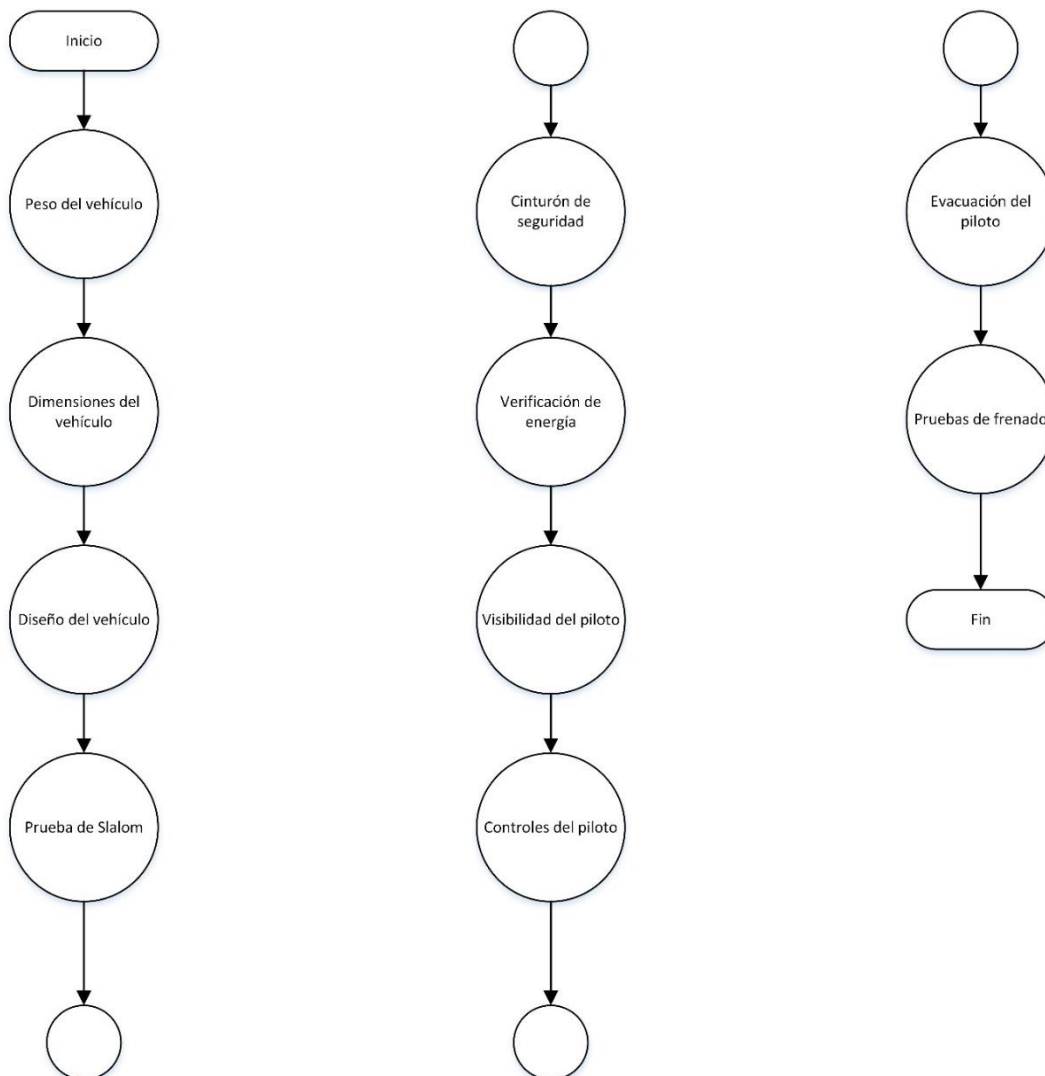 Inicio
Peso del vehículo
Dimensiones del
vehículo
Diseño del vehículo
Prueba de Slalom
Cinturón de
seguridad
Verificación de
energía
Visibilidad del piloto
Controles del piloto
Evacuación del
piloto
Pruebas de frenado
Fin